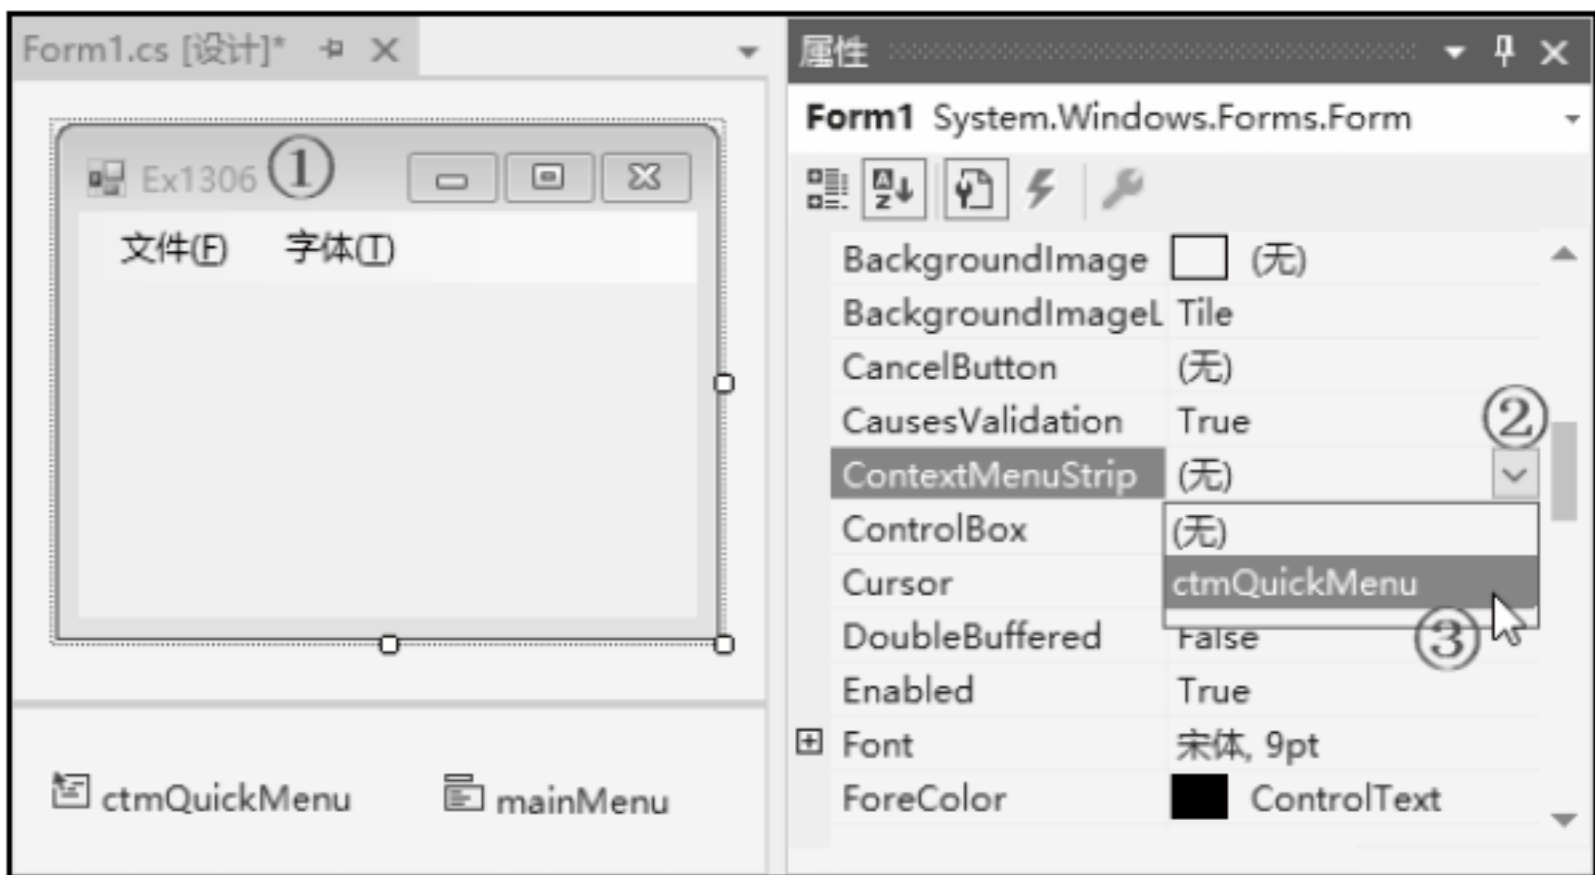 Form1.cs [设计]*
Ex1306 ①
文件(F) 字体(T)
ctmQuickMenu mainMenu
属性
Form1 System.Windows.Forms.Form
BackgroundImage (无)
BackgroundImageL Tile
CancelButton (无)
CausesValidation True
②
ContextMenuStrip (无)
ControlBox (无)
Cursor ctmQuickMenu
DoubleBuffered False ③
Enabled True
Font 宋体, 9pt
ForeColor ControlText